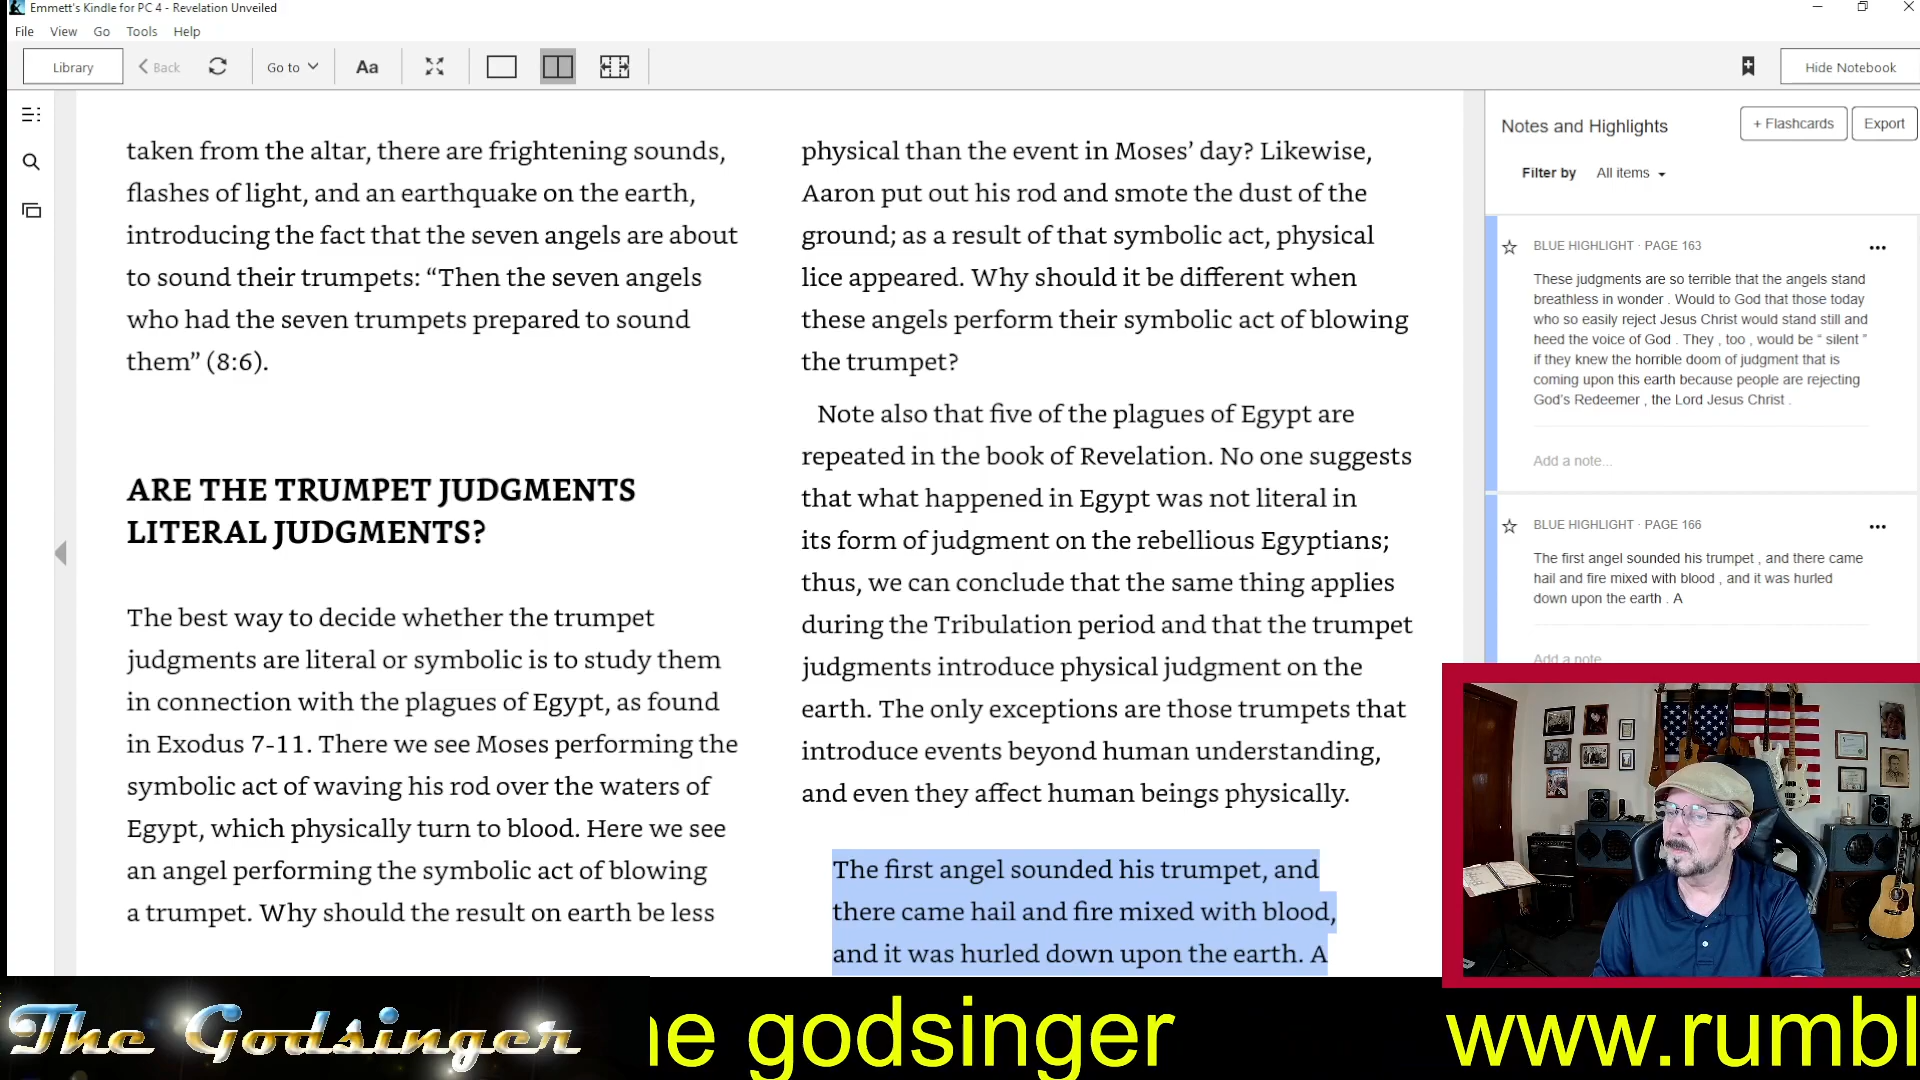 Emmett's Kindle for PC 4 - Revelation Unveiled
File View Go Tools Help
Library Back Go to Aa Hide Notebook
taken from the altar, there are frightening sounds,
flashes of light, and an earthquake on the earth,
introducing the fact that the seven angels are about
to sound their trumpets: “Then the seven angels
who had the seven trumpets prepared to sound
them” (8:6).
ARE THE TRUMPET JUDGMENTS
LITERAL JUDGMENTS?
The best way to decide whether the trumpet
judgments are literal or symbolic is to study them
in connection with the plagues of Egypt, as found
in Exodus 7-11. There we see Moses performing the
symbolic act of waving his rod over the waters of
Egypt, which physically turn to blood. Here we see
an angel performing the symbolic act of blowing
a trumpet. Why should the result on earth be less
physical than the event in Moses’ day? Likewise,
Aaron put out his rod and smote the dust of the
ground; as a result of that symbolic act, physical
lice appeared. Why should it be different when
these angels perform their symbolic act of blowing
the trumpet?
Note also that five of the plagues of Egypt are
repeated in the book of Revelation. No one suggests
that what happened in Egypt was not literal in
its form of judgment on the rebellious Egyptians;
thus, we can conclude that the same thing applies
during the Tribulation period and that the trumpet
judgments introduce physical judgment on the
earth. The only exceptions are those trumpets that
introduce events beyond human understanding,
and even they affect human beings physically.
The first angel sounded his trumpet, and
there came hail and fire mixed with blood,
and it was hurled down upon the earth. A
Notes and Highlights + Flashcards Export
Filter by All items
BLUE HIGHLIGHT · PAGE 163
These judgments are so terrible that the angels stand
breathless in wonder . Would to God that those today
who so easily reject Jesus Christ would stand still and
heed the voice of God . They , too , would be “ silent ”
if they knew the horrible doom of judgment that is
coming upon this earth because people are rejecting
God’s Redeemer , the Lord Jesus Christ .
Add a note...
BLUE HIGHLIGHT · PAGE 166
The first angel sounded his trumpet , and there came
hail and fire mixed with blood , and it was hurled
down upon the earth . A
Add a note
The Godsinger
he godsinger www.rumbl